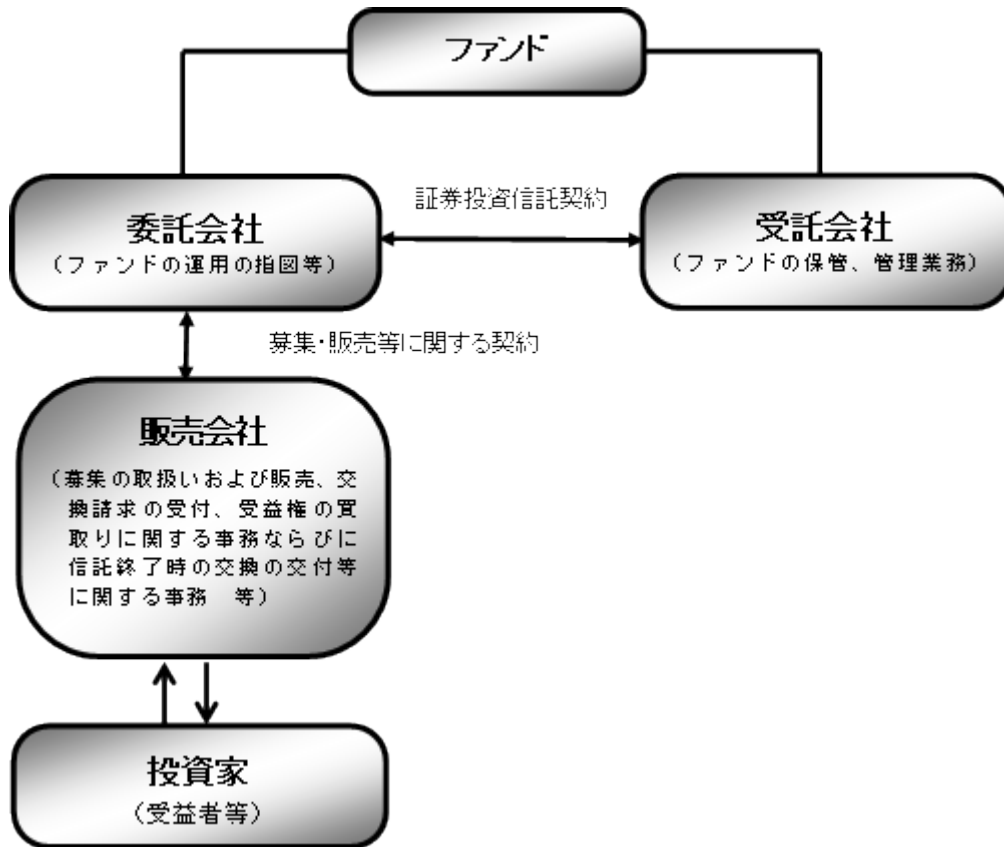 ファンド
証券投資信託契約
委託会社
(ファンドの運用の指図等)
受託会社
(ファンドの保管、管理業務)
募集・販売等に関する契約
販売会社
(募集の取扱いおよび販売、交
換請求の受付、受益権の買
取りに関する事務ならびに
信託終了時の交換の交付等
に関する事務　等)
投資家
(受益者等)